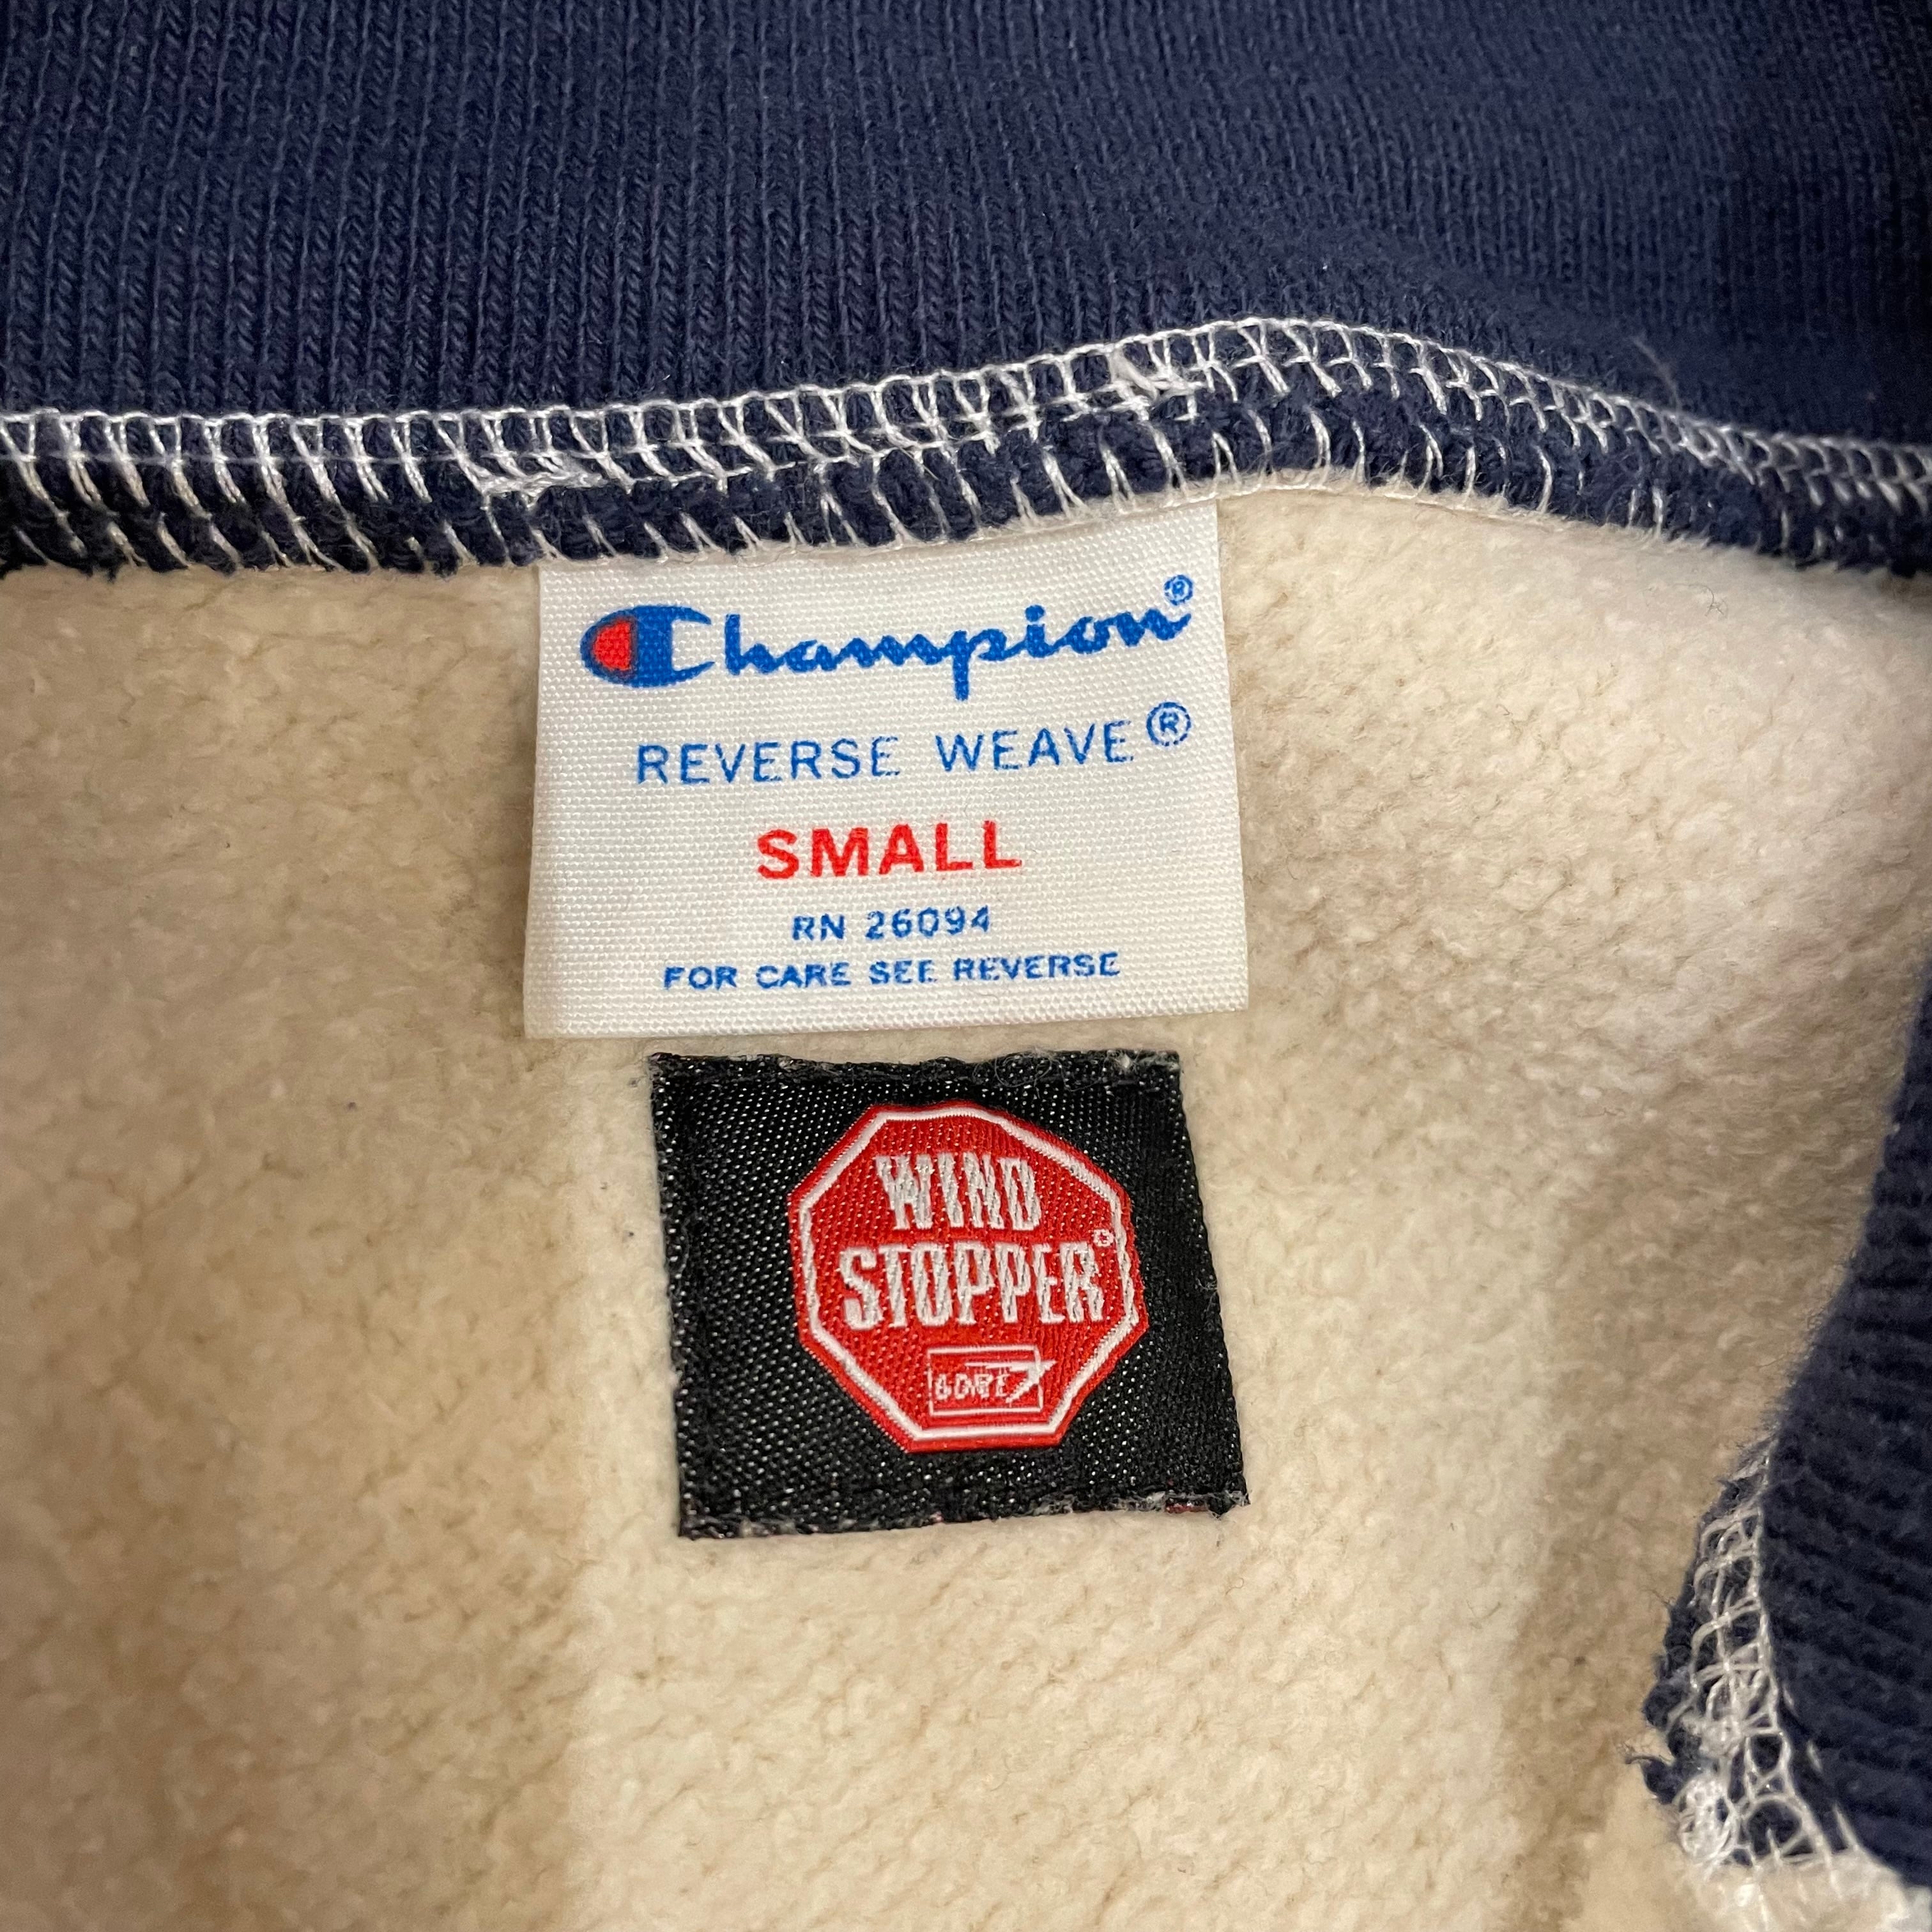 Champion®
REVERSE WEAVE®
SMALL
RN 26094
FOR CARE SEE REVERSE
WIND
STOPPER®
GORE